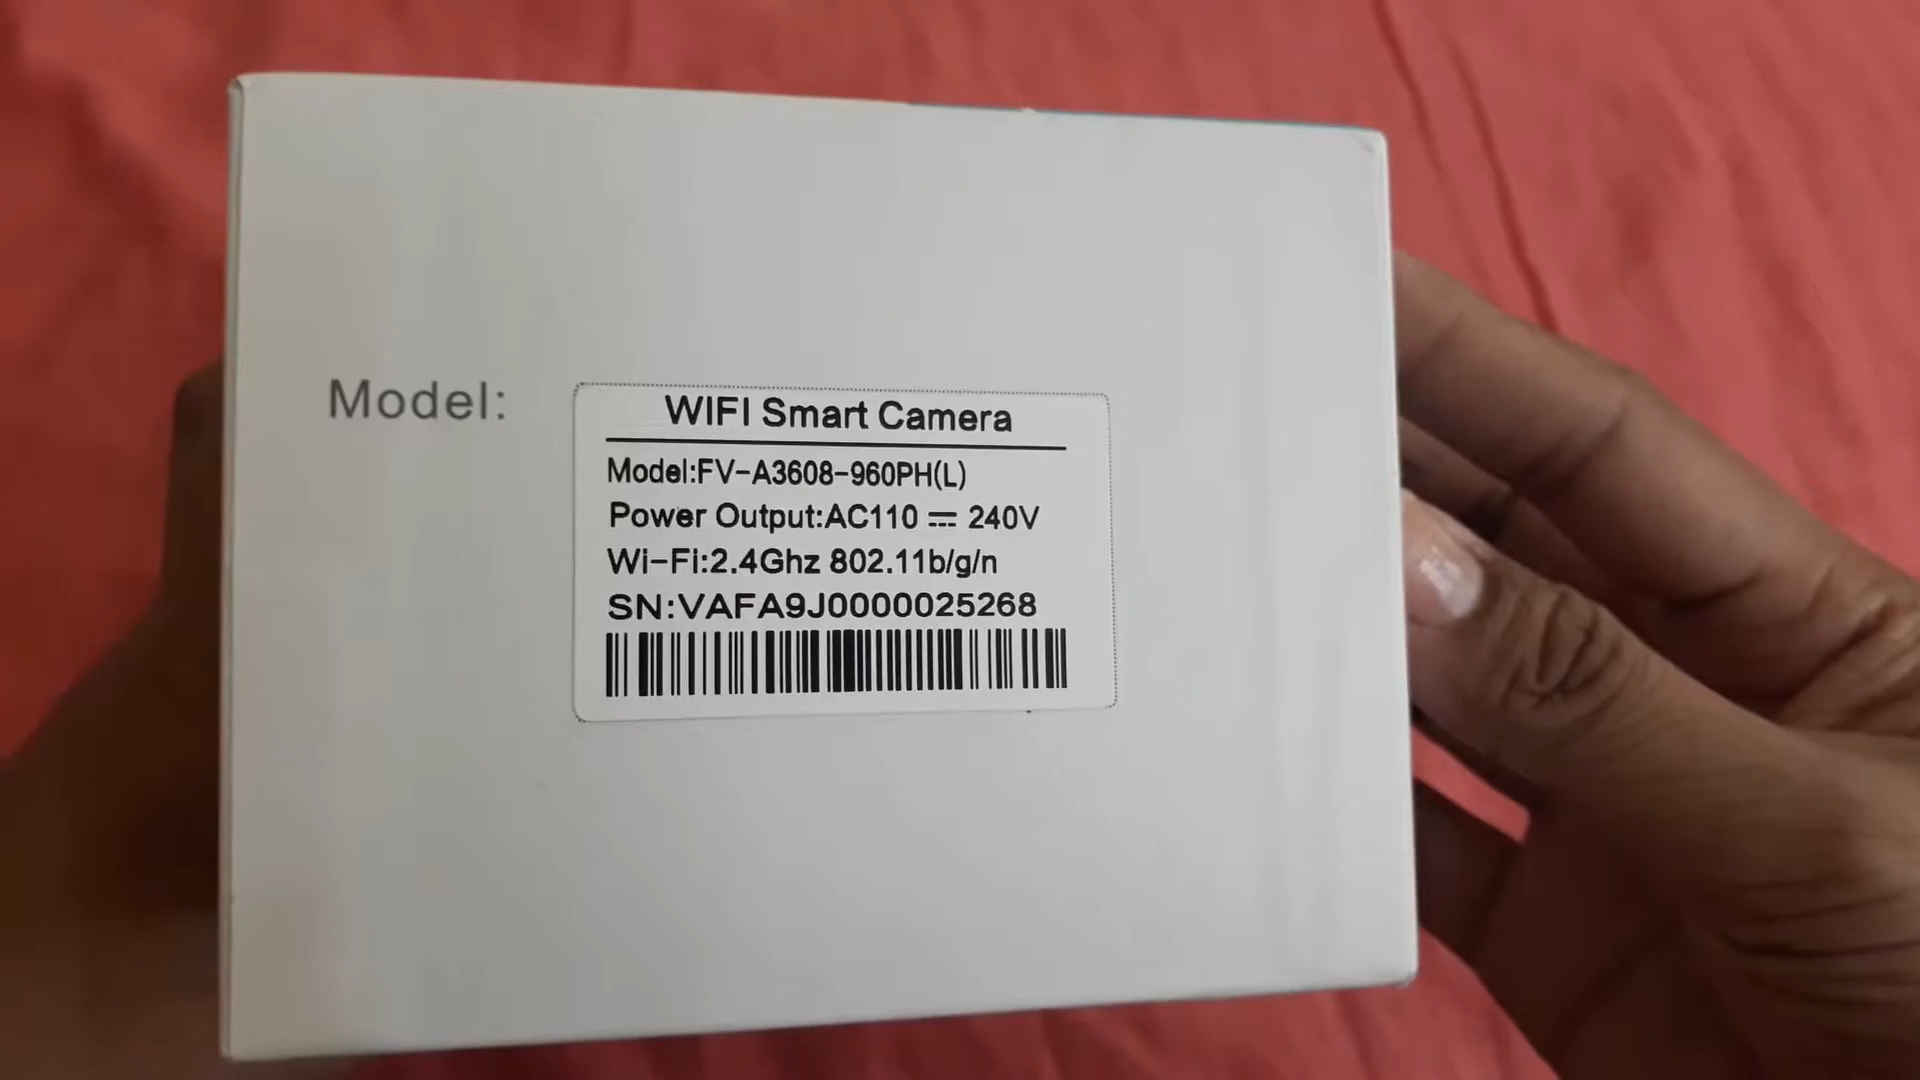 Model:
WIFI Smart Camera
Model:FV-A3608-960PH(L)
Power Output:AC110 ⎓ 240V
Wi-Fi:2.4Ghz 802.11b/g/n
SN:VAFA9J0000025268